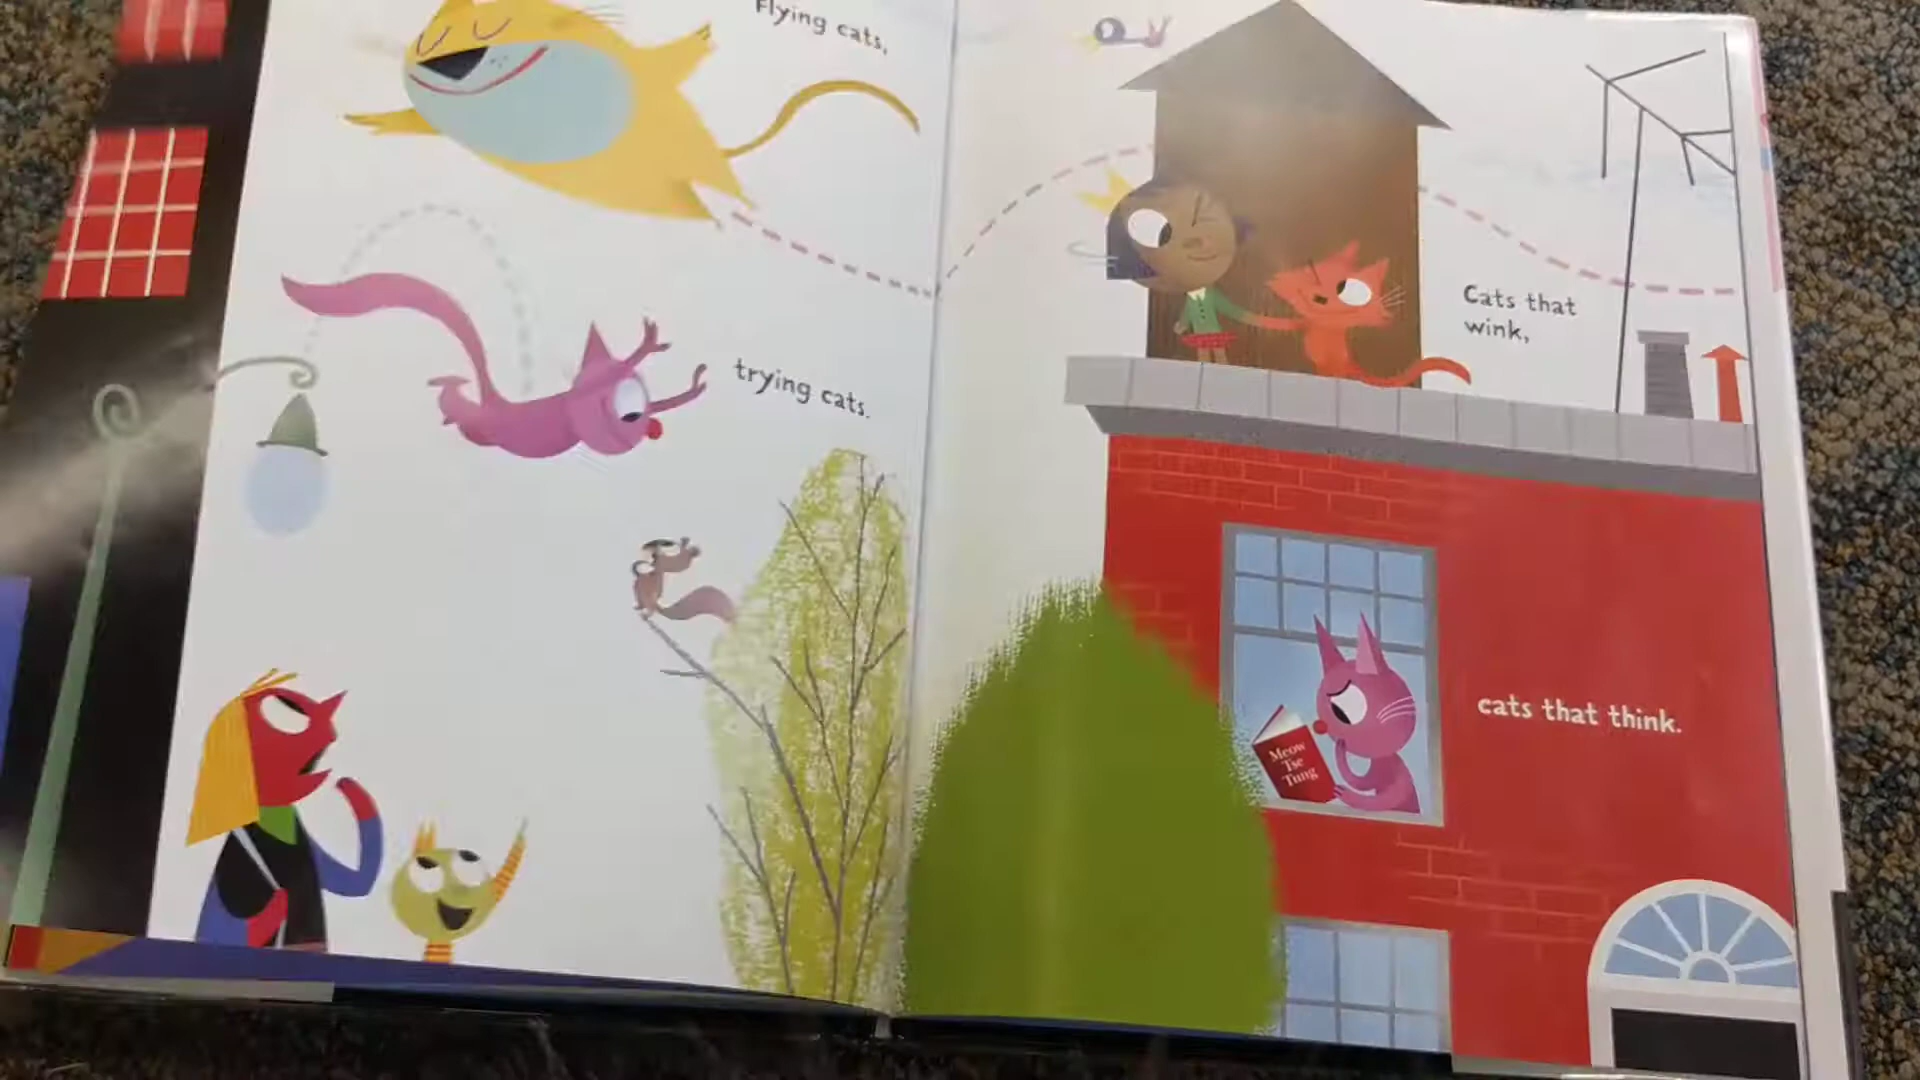 Flying cats,
trying cats.
Cats that
wink,
cats that think.
Meow
Tse
Tung